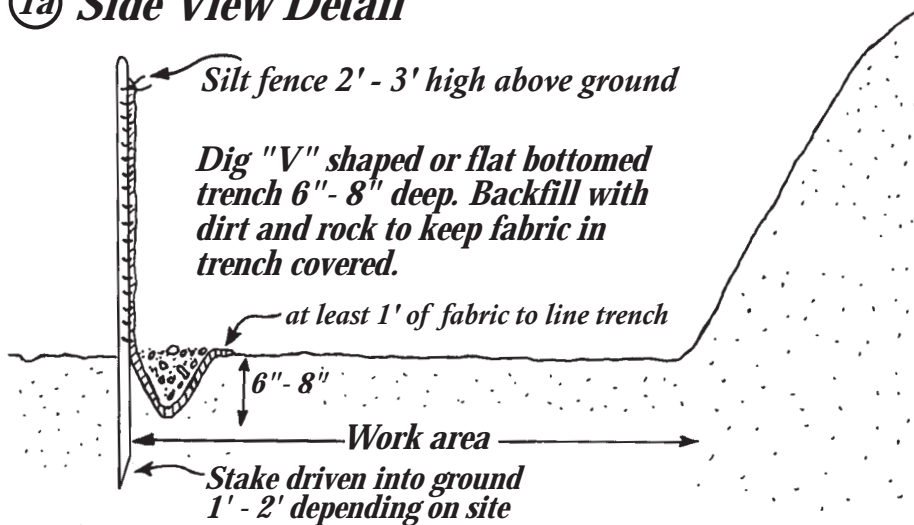 1a Side View Detail
Silt fence 2' - 3' high above ground
Dig "V" shaped or flat bottomed
trench 6"- 8" deep. Backfill with
dirt and rock to keep fabric in
trench covered.
at least 1' of fabric to line trench
6"- 8"
Work area
Stake driven into ground
1' - 2' depending on site